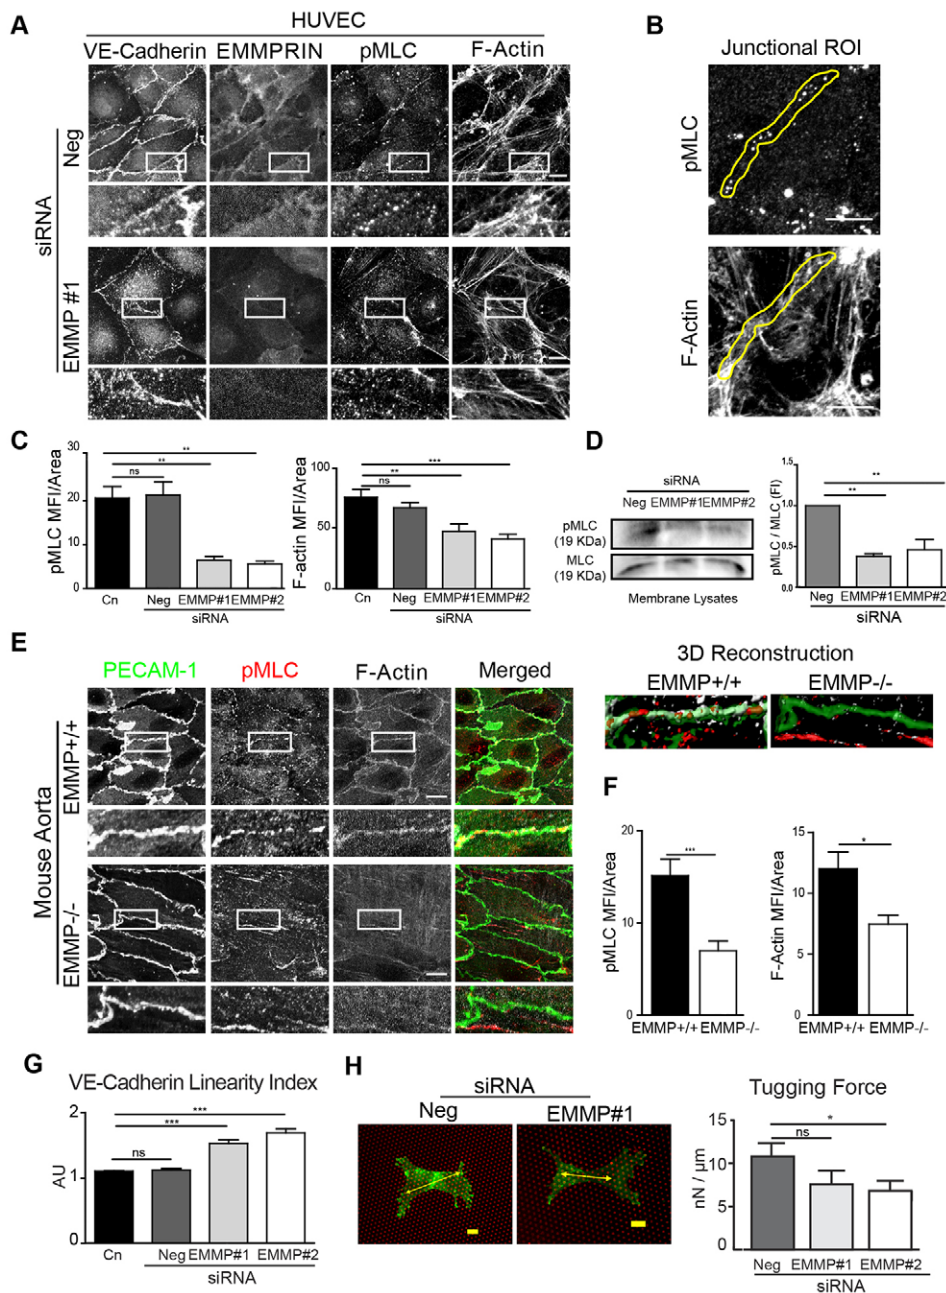 A
HUVEC
VE-Cadherin EMMPRIN pMLC F-Actin
siRNA
Neg
EMMP #1
B
Junctional ROI
pMLC
F-Actin
C
pMLC MFI/Area
30
20
10
0
**
**
ns
Cn Neg EMMP#1 EMMP#2
siRNA
F-actin MFI/Area
100
50
0
***
**
ns
Cn Neg EMMP#1 EMMP#2
siRNA
D
siRNA
Neg EMMP#1 EMMP#2
pMLC
(19 KDa)
MLC
(19 KDa)
Membrane Lysates
pMLC / MLC (FI)
1.5
1.0
0.5
0.0
**
**
Neg EMMP#1 EMMP#2
siRNA
E
PECAM-1 pMLC F-Actin Merged
Mouse Aorta
EMMP+/+
EMMP-/-
3D Reconstruction
EMMP+/+ EMMP-/-
F
pMLC MFI/Area
20
10
0
***
EMMP+/+ EMMP-/-
F-Actin MFI/Area
15
10
5
0
*
EMMP+/+ EMMP-/-
G
VE-Cadherin Linearity Index
AU
2
1
0
***
***
ns
Cn Neg EMMP#1 EMMP#2
siRNA
H
siRNA
Neg EMMP#1
Tugging Force
nN / µm
15
10
5
0
*
ns
Neg EMMP#1 EMMP#2
siRNA